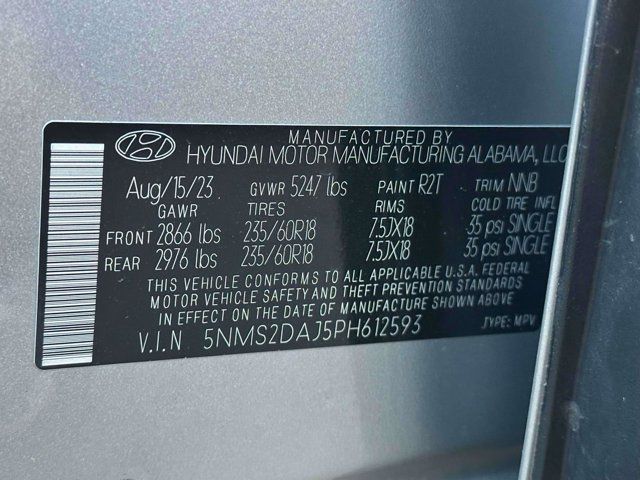 MANUFACTURED BY
HYUNDAI MOTOR MANUFACTURING ALABAMA, LLC
Aug/15/23 GVWR 5247 lbs PAINT R2T TRIM NNB
GAWR TIRES RIMS COLD TIRE INFL
FRONT 2866 lbs 235/60R18 7.5JX18 35 psi SINGLE
REAR 2976 lbs 235/60R18 7.5JX18 35 psi SINGLE
THIS VEHICLE CONFORMS TO ALL APPLICABLE U.S.A. FEDERAL
MOTOR VEHICLE SAFETY AND THEFT PREVENTION STANDARDS
IN EFFECT ON THE DATE OF MANUFACTURE SHOWN ABOVE.
V.I.N 5NMS2DAJ5PH612593 TYPE: MPV